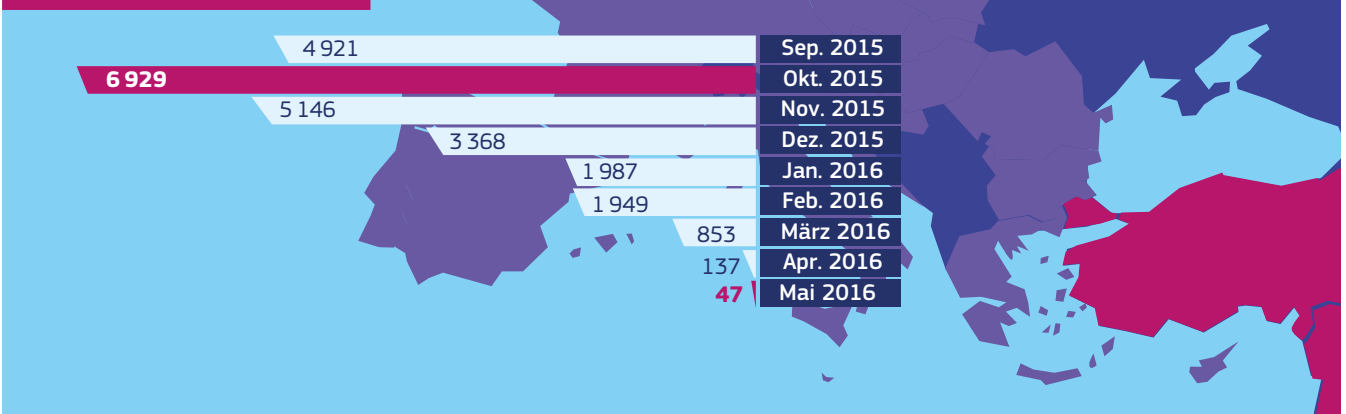 4 921 Sep. 2015
6 929 Okt. 2015
5 146 Nov. 2015
3 368 Dez. 2015
1 987 Jan. 2016
1 949 Feb. 2016
853 März 2016
137 Apr. 2016
47 Mai 2016